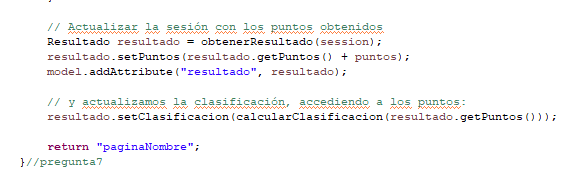 // Actualizar la sesión con los puntos obtenidos
Resultado resultado = obtenerResultado(session);
resultado.setPuntos(resultado.getPuntos() + puntos);
model.addAttribute("resultado", resultado);
// y actualizamos la clasificación, accediendo a los puntos:
resultado.setClasificacion(calcularClasificacion(resultado.getPuntos()));
return "paginaNombre";
}//pregunta7